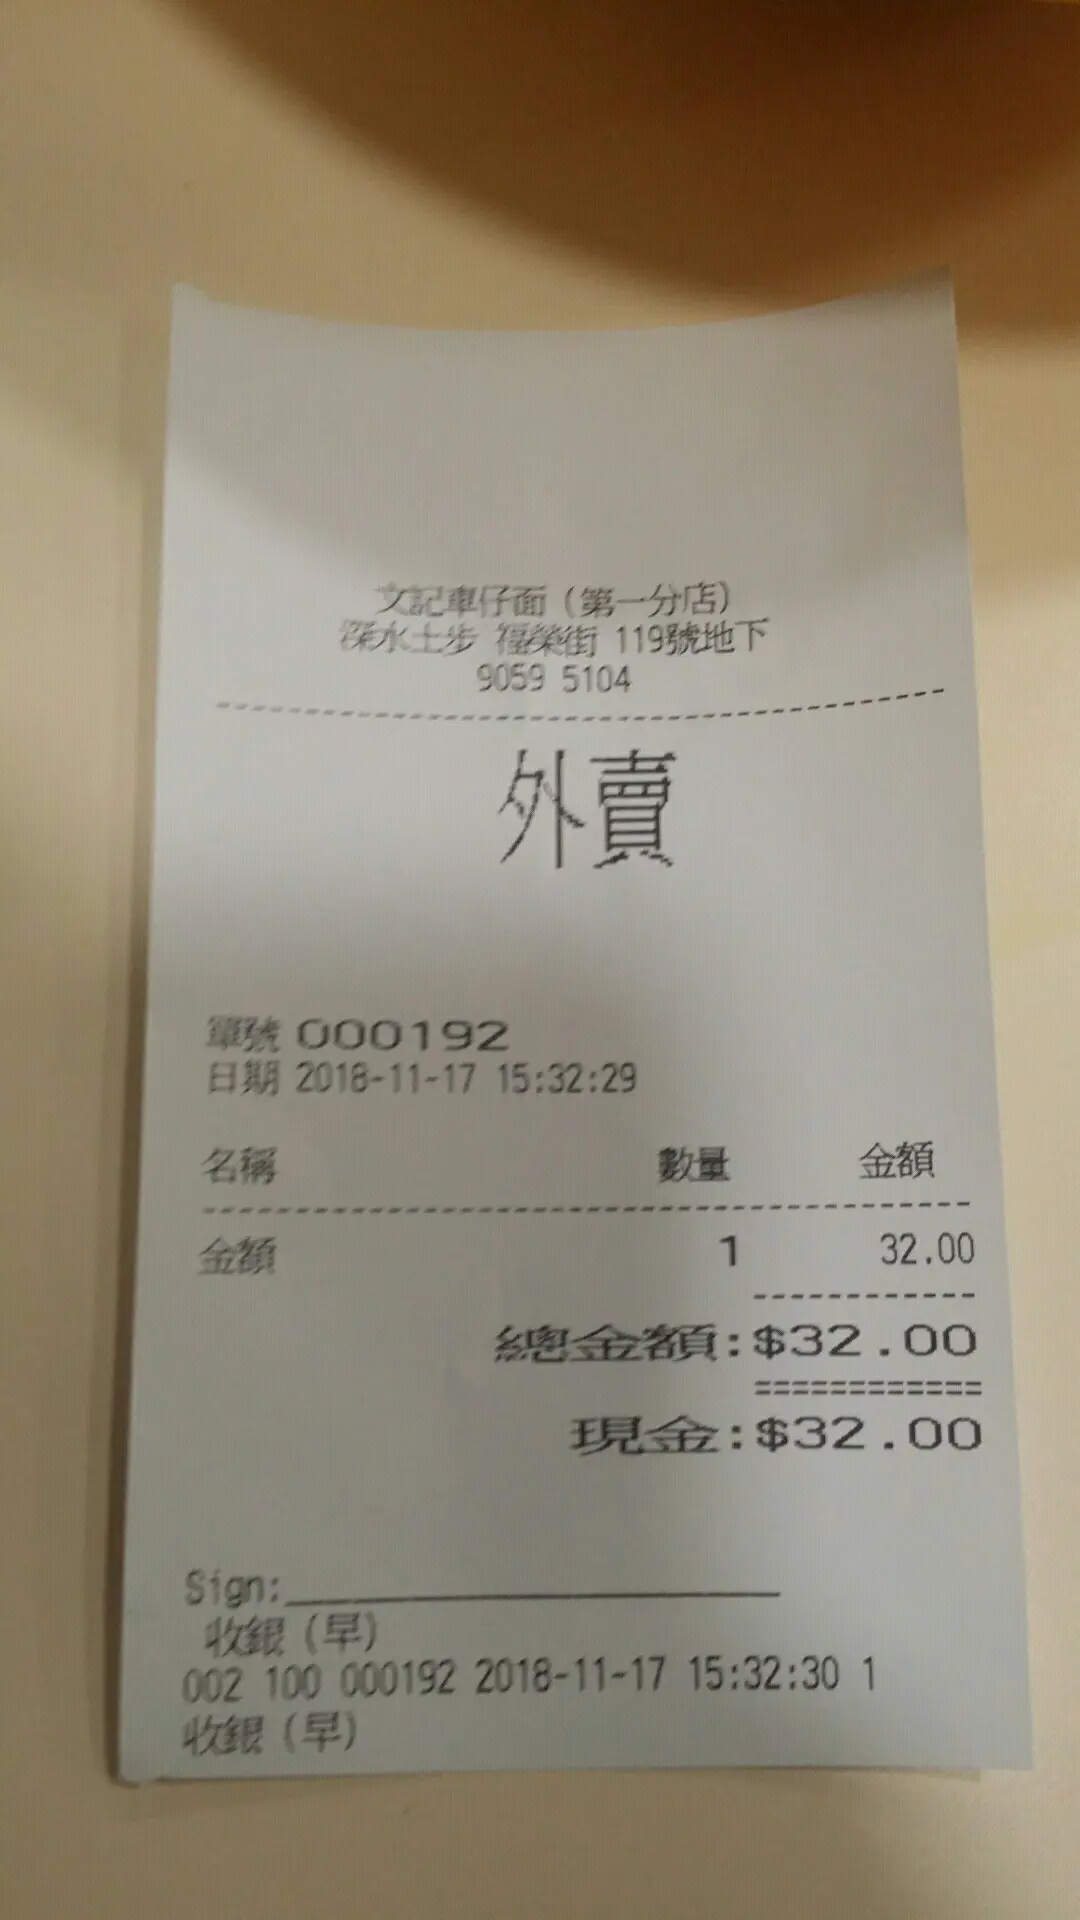 文記車仔面（第一分店）
深水土步 福榮街 119號地下
9059 5104
外賣
單號 000192
日期 2018-11-17 15:32:29
名稱 數量 金額
金額 1 32.00
總金額:$32.00
現金:$32.00
Sign:
收銀（早）
002 100 000192 2018-11-17 15:32:30 1
收銀（早）